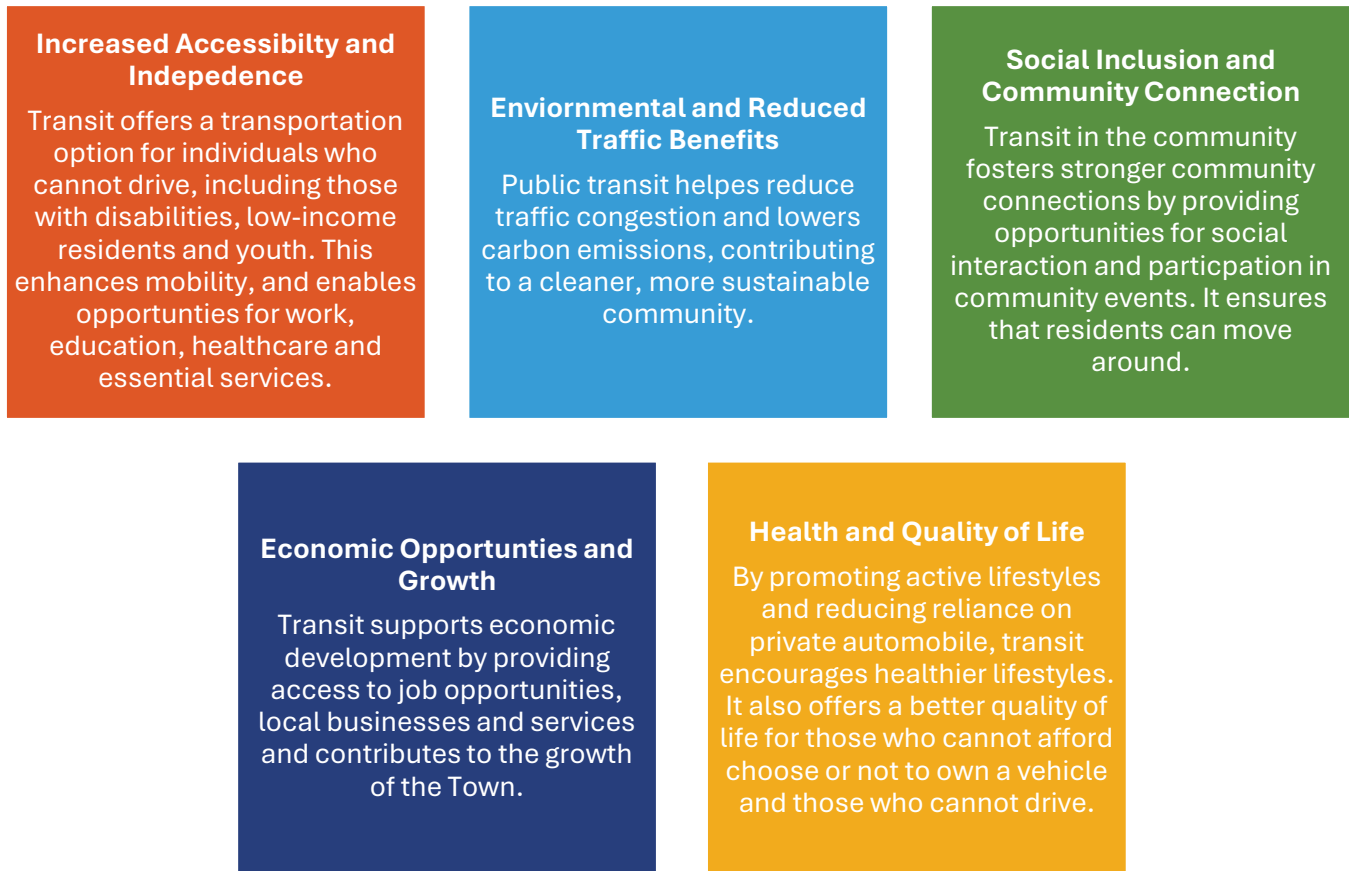 Increased Accessibilty and
Indepedence
Transit offers a transportation
option for individuals who
cannot drive, including those
with disabilities, low-income
residents and youth. This
enhances mobility, and enables
opportunties for work,
education, healthcare and
essential services.
Enviornmental and Reduced
Traffic Benefits
Public transit helpes reduce
traffic congestion and lowers
carbon emissions, contributing
to a cleaner, more sustainable
community.
Social Inclusion and
Community Connection
Transit in the community
fosters stronger community
connections by providing
opportunities for social
interaction and particpation in
community events. It ensures
that residents can move
around.
Economic Opportunties and
Growth
Transit supports economic
development by providing
access to job opportunities,
local businesses and services
and contributes to the growth
of the Town.
Health and Quality of Life
By promoting active lifestyles
and reducing reliance on
private automobile, transit
encourages healthier lifestyles.
It also offers a better quality of
life for those who cannot afford
choose or not to own a vehicle
and those who cannot drive.